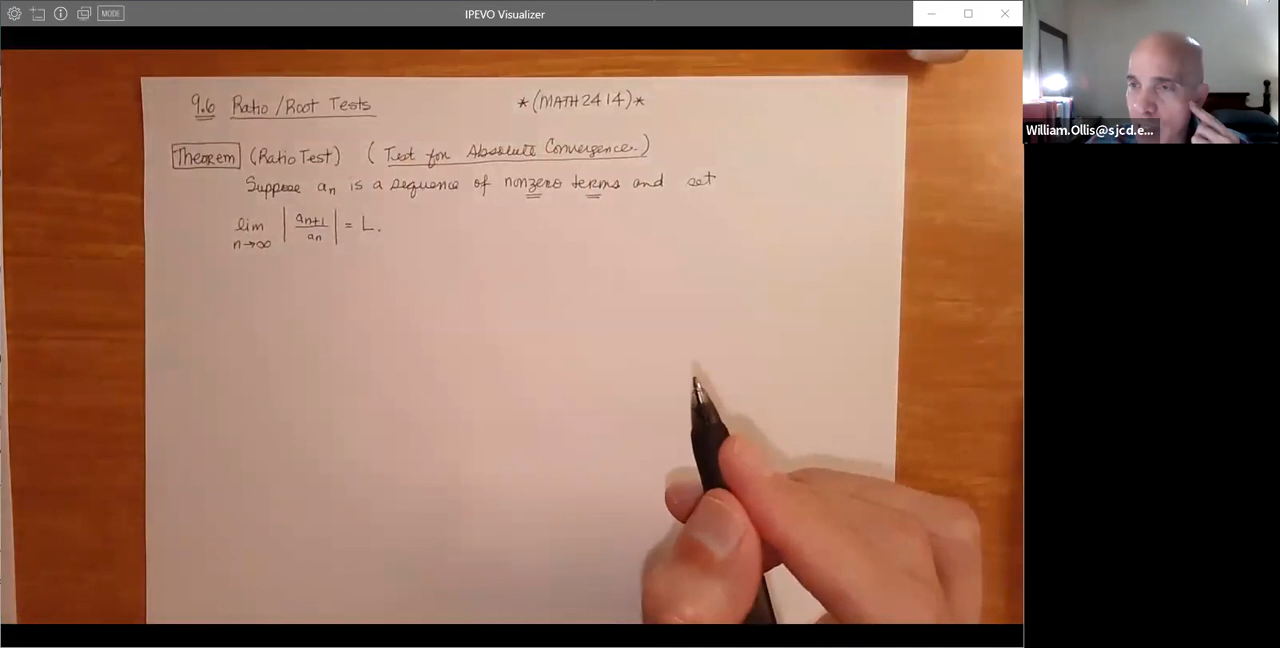 IPEVO Visualizer
MODE
William.Ollis@sjcd.e...
9.6 Ratio/Root Tests *(MATH 2414)*
Theorem (Ratio Test) (Test for Absolute Convergence)
Suppose an is a sequence of nonzero terms and set
lim n→∞ | an+1 / an | = L.